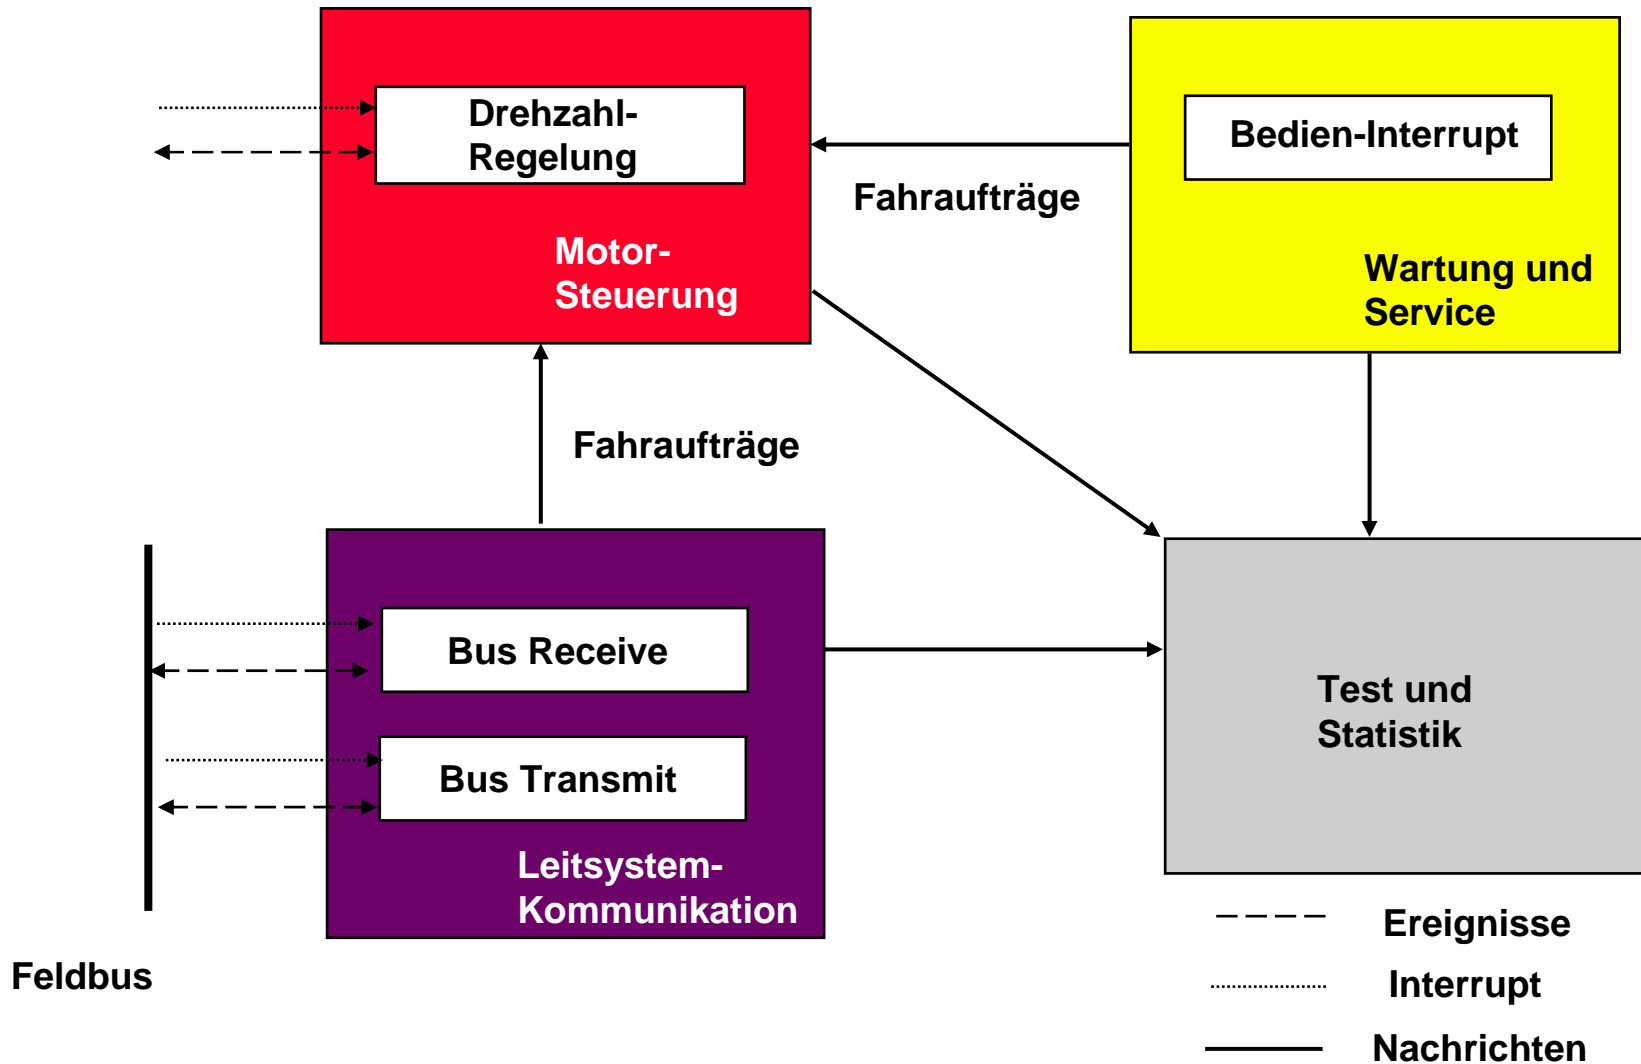 Drehzahl-
Regelung
Motor-
Steuerung
Fahraufträge
Bedien-Interrupt
Wartung und
Service
Fahraufträge
Bus Receive
Bus Transmit
Leitsystem-
Kommunikation
Feldbus
Test und
Statistik
Ereignisse
Interrupt
Nachrichten